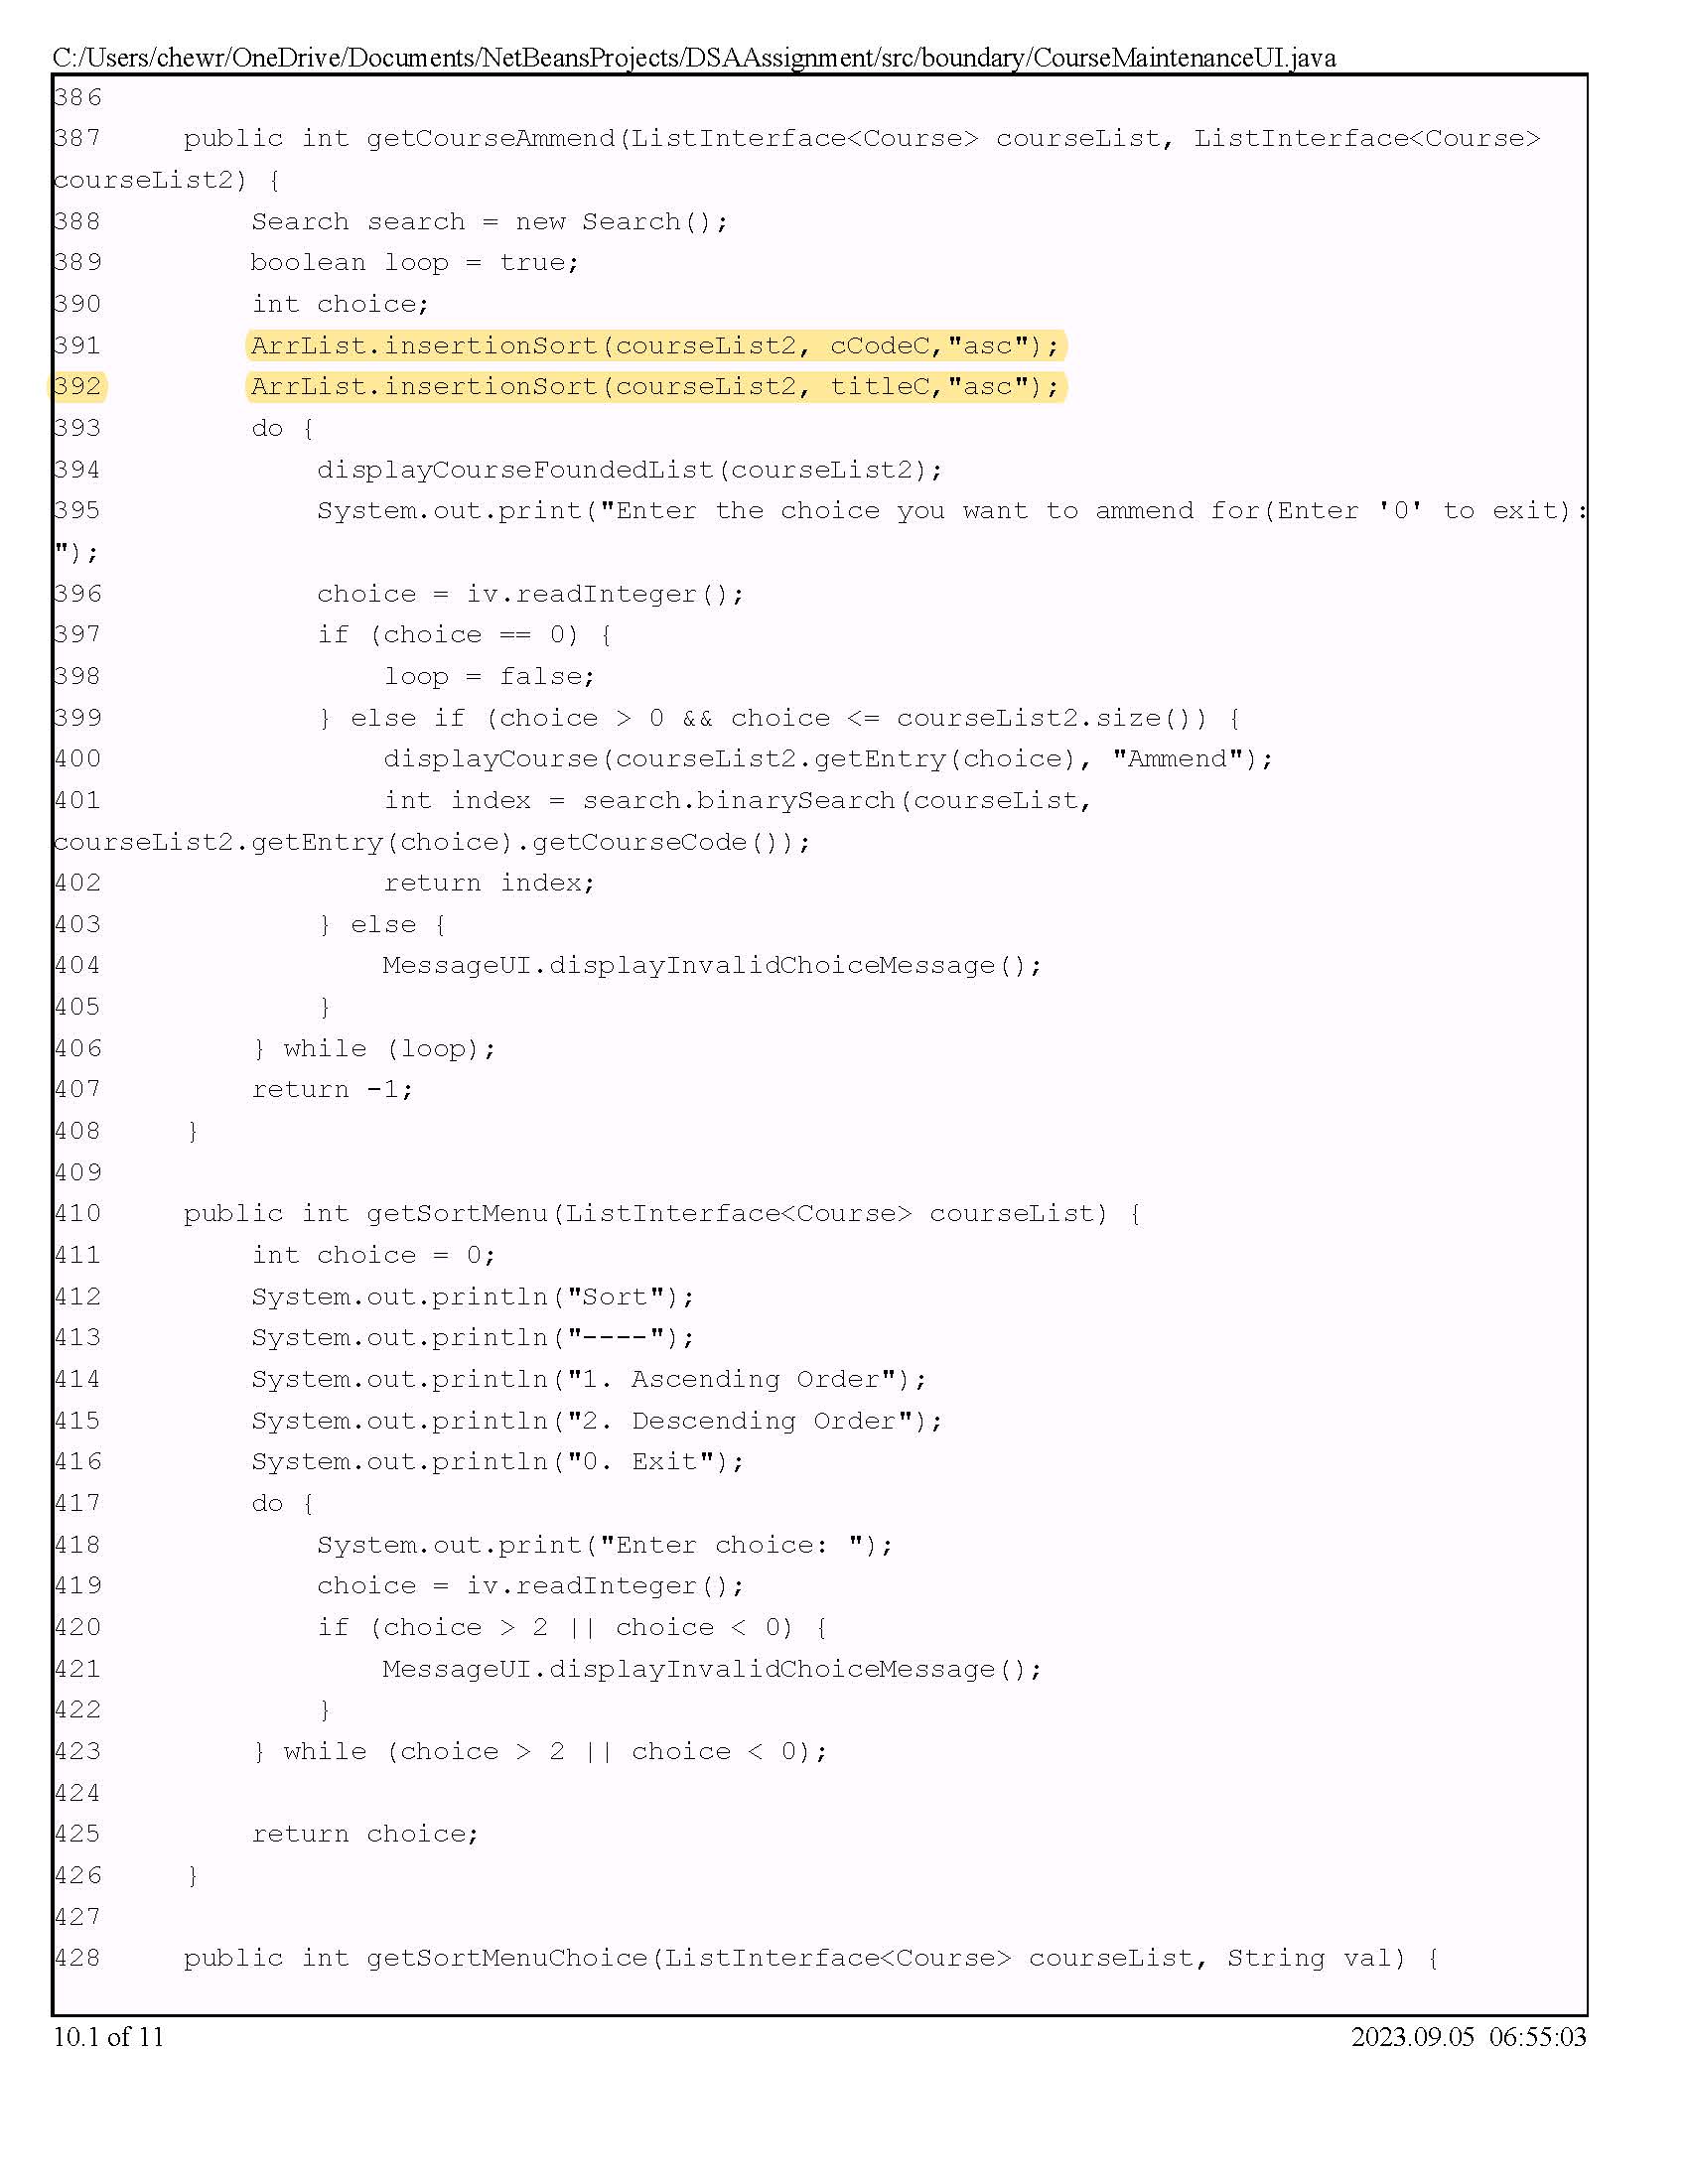 C:/Users/chewr/OneDrive/Documents/NetBeansProjects/DSAAssignment/src/boundary/CourseMaintenanceUI.java
386
387     public int getCourseAmmend(ListInterface<Course> courseList, ListInterface<Course>
courseList2) {
388         Search search = new Search();
389         boolean loop = true;
390         int choice;
391         ArrList.insertionSort(courseList2, cCodeC,"asc");
392         ArrList.insertionSort(courseList2, titleC,"asc");
393         do {
394             displayCourseFoundedList(courseList2);
395             System.out.print("Enter the choice you want to ammend for(Enter '0' to exit):
");
396             choice = iv.readInteger();
397             if (choice == 0) {
398                 loop = false;
399             } else if (choice > 0 && choice <= courseList2.size()) {
400                 displayCourse(courseList2.getEntry(choice), "Ammend");
401                 int index = search.binarySearch(courseList,
courseList2.getEntry(choice).getCourseCode());
402                 return index;
403             } else {
404                 MessageUI.displayInvalidChoiceMessage();
405             }
406         } while (loop);
407         return -1;
408     }
409
410     public int getSortMenu(ListInterface<Course> courseList) {
411         int choice = 0;
412         System.out.println("Sort");
413         System.out.println("----");
414         System.out.println("1. Ascending Order");
415         System.out.println("2. Descending Order");
416         System.out.println("0. Exit");
417         do {
418             System.out.print("Enter choice: ");
419             choice = iv.readInteger();
420             if (choice > 2 || choice < 0) {
421                 MessageUI.displayInvalidChoiceMessage();
422             }
423         } while (choice > 2 || choice < 0);
424
425         return choice;
426     }
427
428     public int getSortMenuChoice(ListInterface<Course> courseList, String val) {
10.1 of 11
2023.09.05 06:55:03